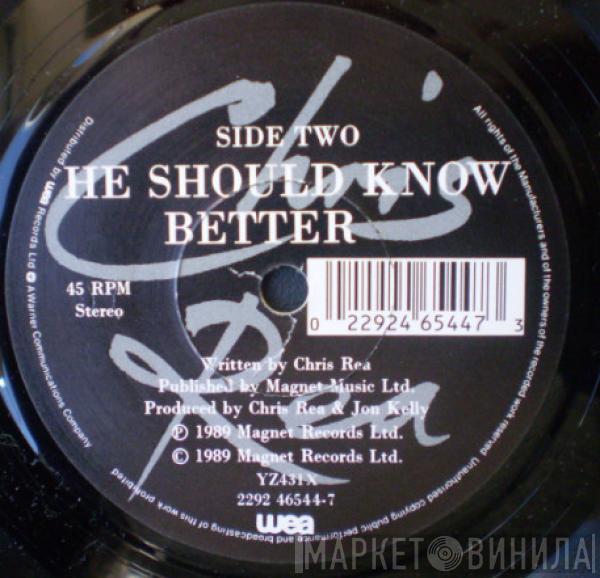 Chris
Rea
SIDE TWO
HE SHOULD KNOW
BETTER
45 RPM
Stereo
0 22924 65447 3
Written by Chris Rea
Published by Magnet Music Ltd.
Produced by Chris Rea & Jon Kelly
℗ 1989 Magnet Records Ltd.
© 1989 Magnet Records Ltd.
YZ431X
2292 46544-7
wea
Distributed by wea Records Ltd A Warner Communications Company
All rights of the Manufacturers and of the owners of the recorded work reserved Unauthorised copying public performance and broadcasting of this work prohibited
МАРКЕТ ВИНИЛА